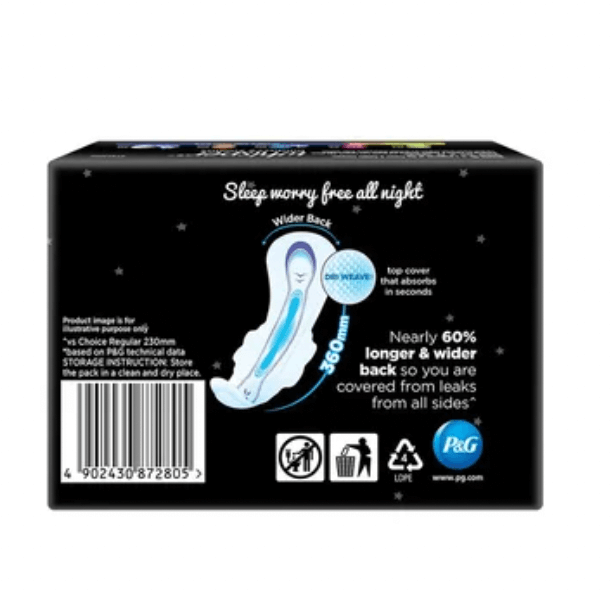 Sleep worry free all night
Wider Back
DRI WEAVE
top cover
that absorbs
in seconds
360mm
Product image is for
illustrative purpose only
^vs Choice Regular 230mm
*based on P&G technical data
STORAGE INSTRUCTION: Store
the pack in a clean and dry place.
Nearly 60%
longer & wider
back so you are
covered from leaks
from all sides^
4 902430 872805 >
4
LDPE
P&G
www.pg.com